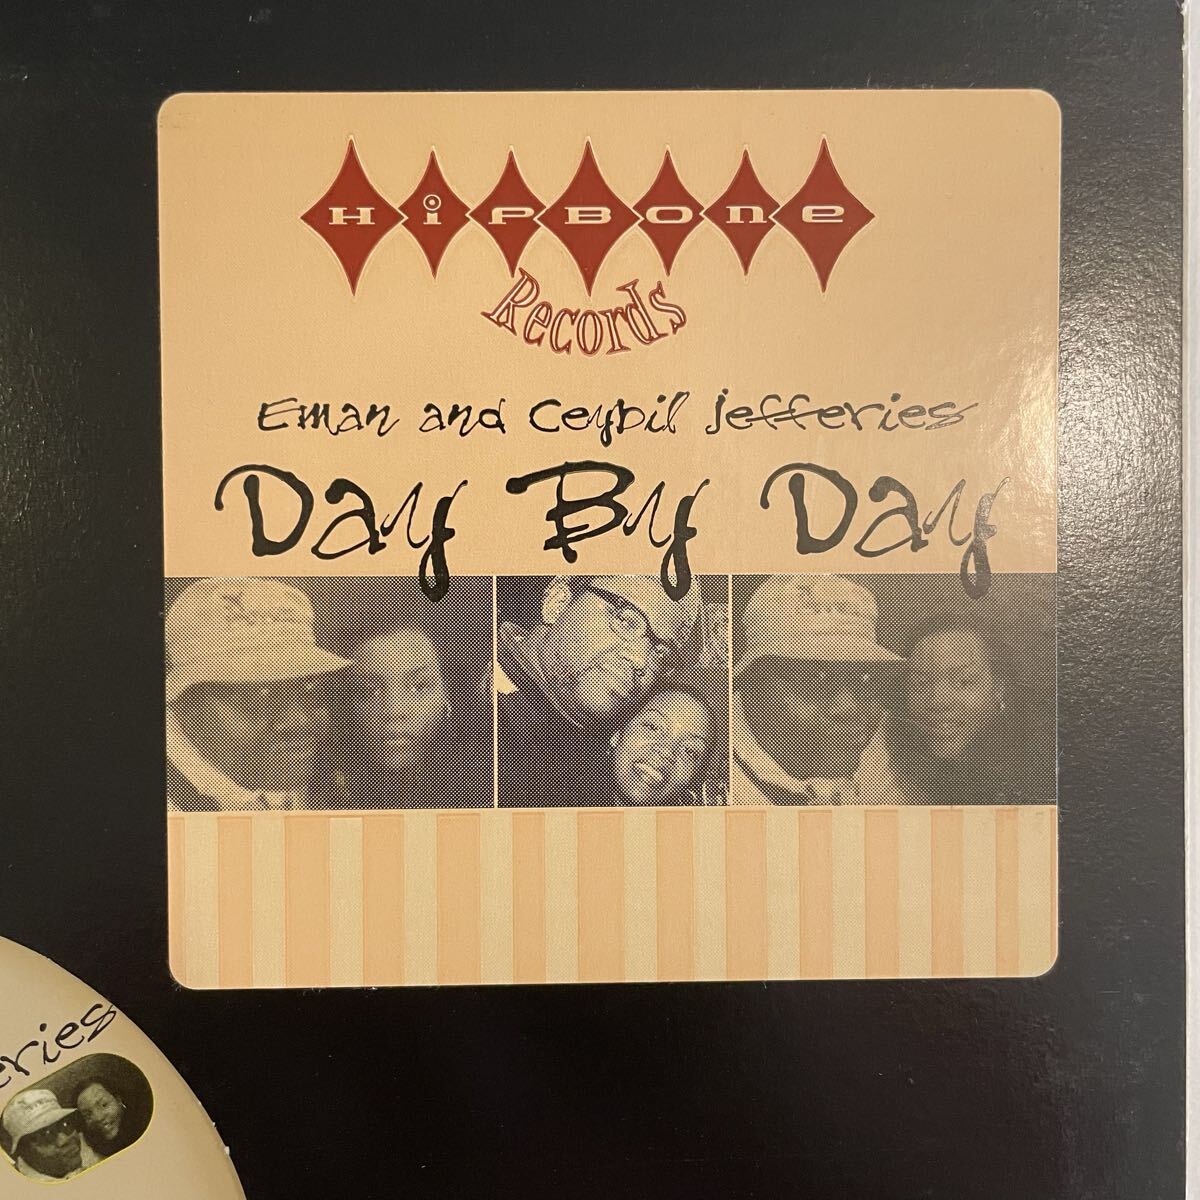 HiPBOne
Records
Eman and Ceybil Jefferies
Day By Day
eries